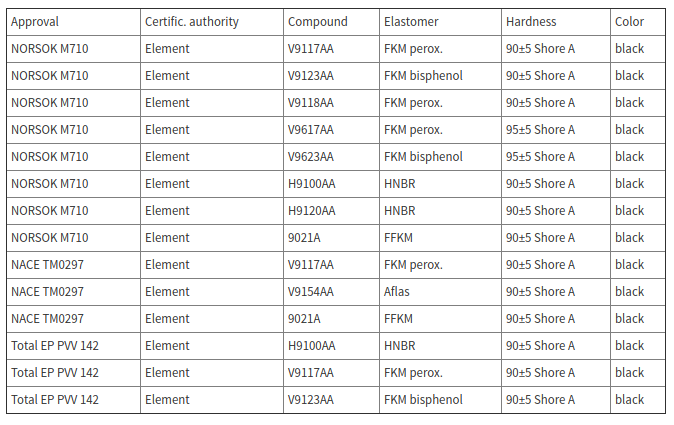 Approval Certific. authority Compound Elastomer Hardness Color
NORSOK M710 Element V9117AA FKM perox. 90±5 Shore A black
NORSOK M710 Element V9123AA FKM bisphenol 90±5 Shore A black
NORSOK M710 Element V9118AA FKM perox. 90±5 Shore A black
NORSOK M710 Element V9617AA FKM perox. 95±5 Shore A black
NORSOK M710 Element V9623AA FKM bisphenol 95±5 Shore A black
NORSOK M710 Element H9100AA HNBR 90±5 Shore A black
NORSOK M710 Element H9120AA HNBR 90±5 Shore A black
NORSOK M710 Element 9021A FFKM 90±5 Shore A black
NACE TM0297 Element V9117AA FKM perox. 90±5 Shore A black
NACE TM0297 Element V9154AA Aflas 90±5 Shore A black
NACE TM0297 Element 9021A FFKM 90±5 Shore A black
Total EP PVV 142 Element H9100AA HNBR 90±5 Shore A black
Total EP PVV 142 Element V9117AA FKM perox. 90±5 Shore A black
Total EP PVV 142 Element V9123AA FKM bisphenol 90±5 Shore A black